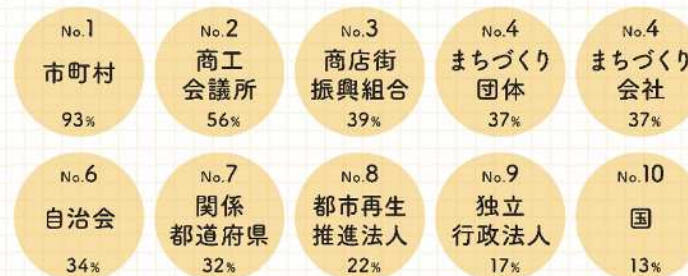 No.1
市町村
93%
No.2
商工
会議所
56%
No.3
商店街
振興組合
39%
No.4
まちづくり
団体
37%
No.4
まちづくり
会社
37%
No.6
自治会
34%
No.7
関係
都道府県
32%
No.8
都市再生
推進法人
22%
No.9
独立
行政法人
17%
No.10
国
13%